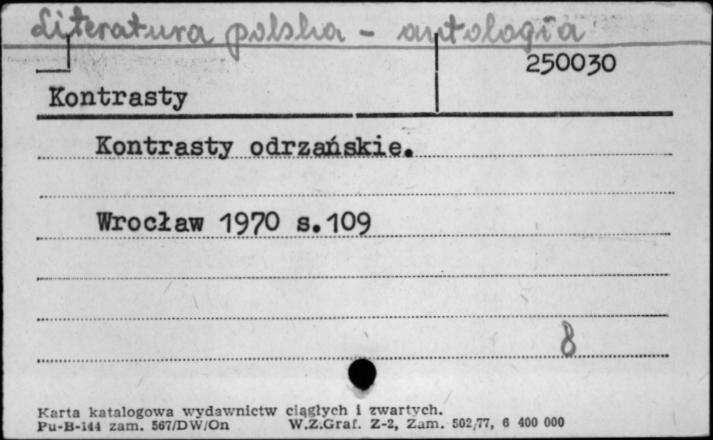 Literatura polska - antologia
250030
Kontrasty
Kontrasty odrzańskie.
Wrocław 1970 s.109
8
Karta katalogowa wydawnictw ciągłych i zwartych.
Pu-B-144 zam. 567/DW/On W.Z.Graf. Z-2, Zam. 502/77, 6 400 000